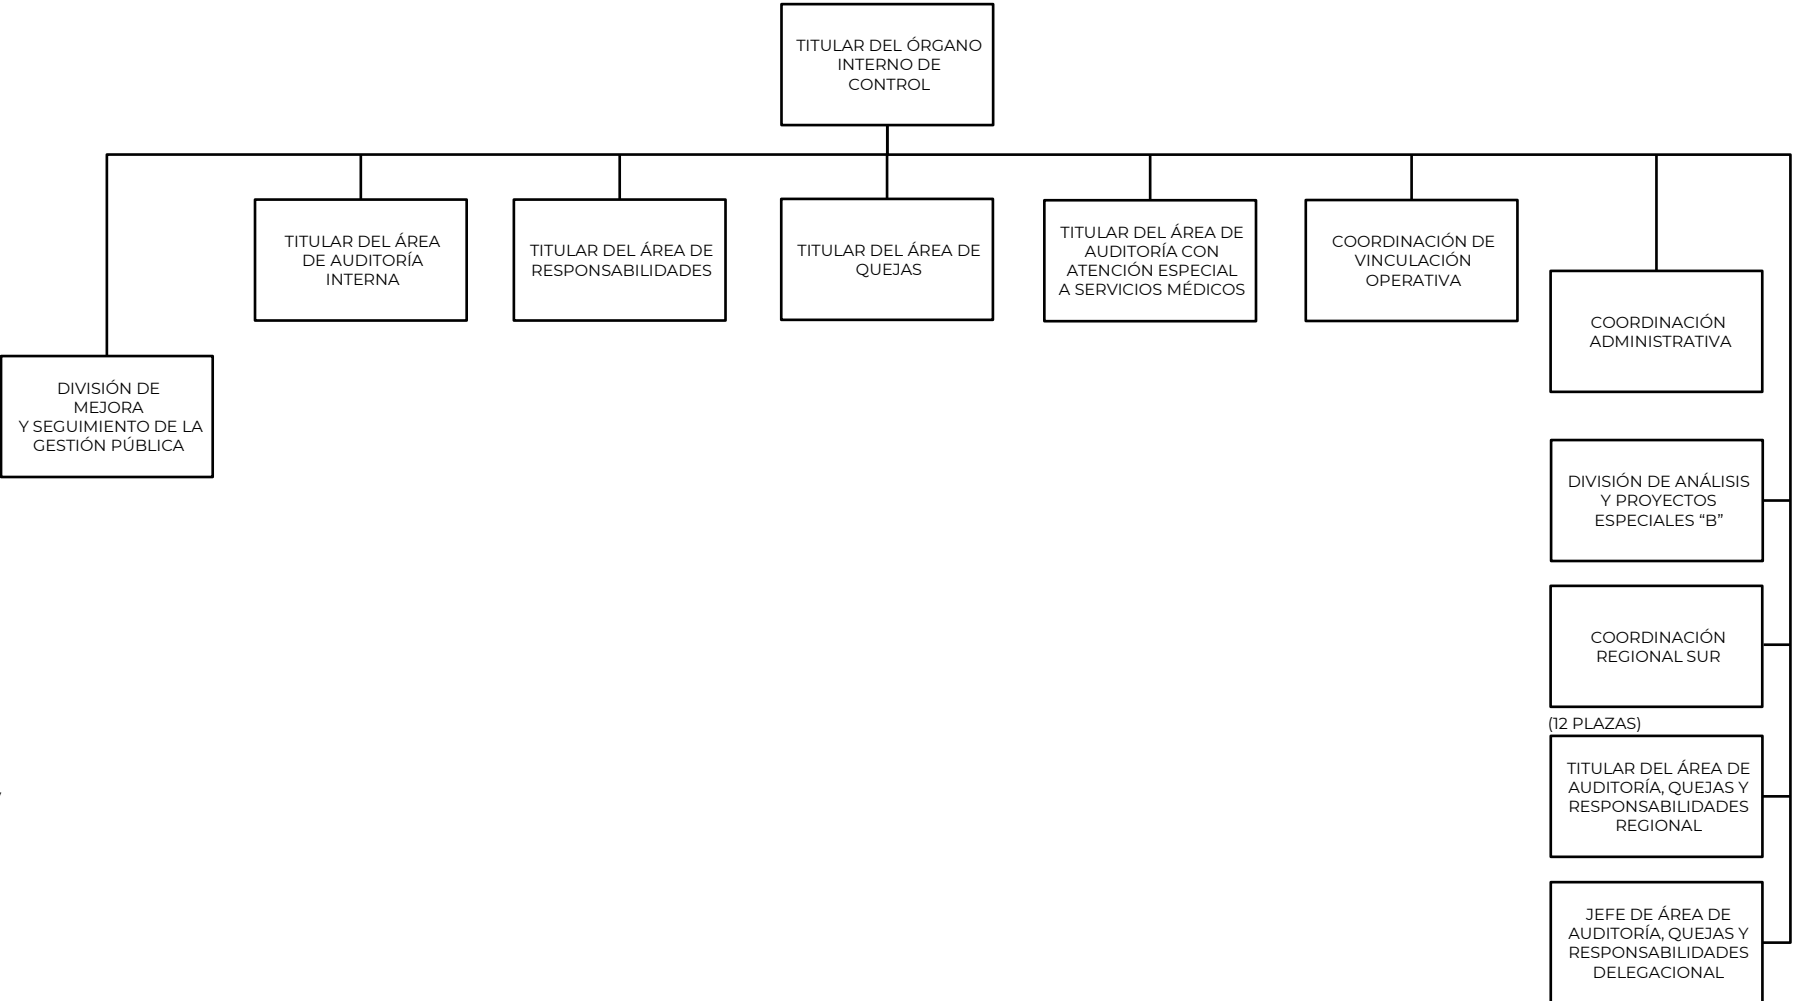 TITULAR DEL ÓRGANO
INTERNO DE
CONTROL
TITULAR DEL ÁREA
DE AUDITORÍA
INTERNA
TITULAR DEL ÁREA DE
RESPONSABILIDADES
TITULAR DEL ÁREA DE
QUEJAS
TITULAR DEL ÁREA DE
AUDITORÍA CON
ATENCIÓN ESPECIAL
A SERVICIOS MÉDICOS
COORDINACIÓN DE
VINCULACIÓN
OPERATIVA
COORDINACIÓN
ADMINISTRATIVA
DIVISIÓN DE
MEJORA
Y SEGUIMIENTO DE LA
GESTIÓN PÚBLICA
DIVISIÓN DE ANÁLISIS
Y PROYECTOS
ESPECIALES “B”
COORDINACIÓN
REGIONAL SUR
(12 PLAZAS)
TITULAR DEL ÁREA DE
AUDITORÍA, QUEJAS Y
RESPONSABILIDADES
REGIONAL
JEFE DE ÁREA DE
AUDITORÍA, QUEJAS Y
RESPONSABILIDADES
DELEGACIONAL